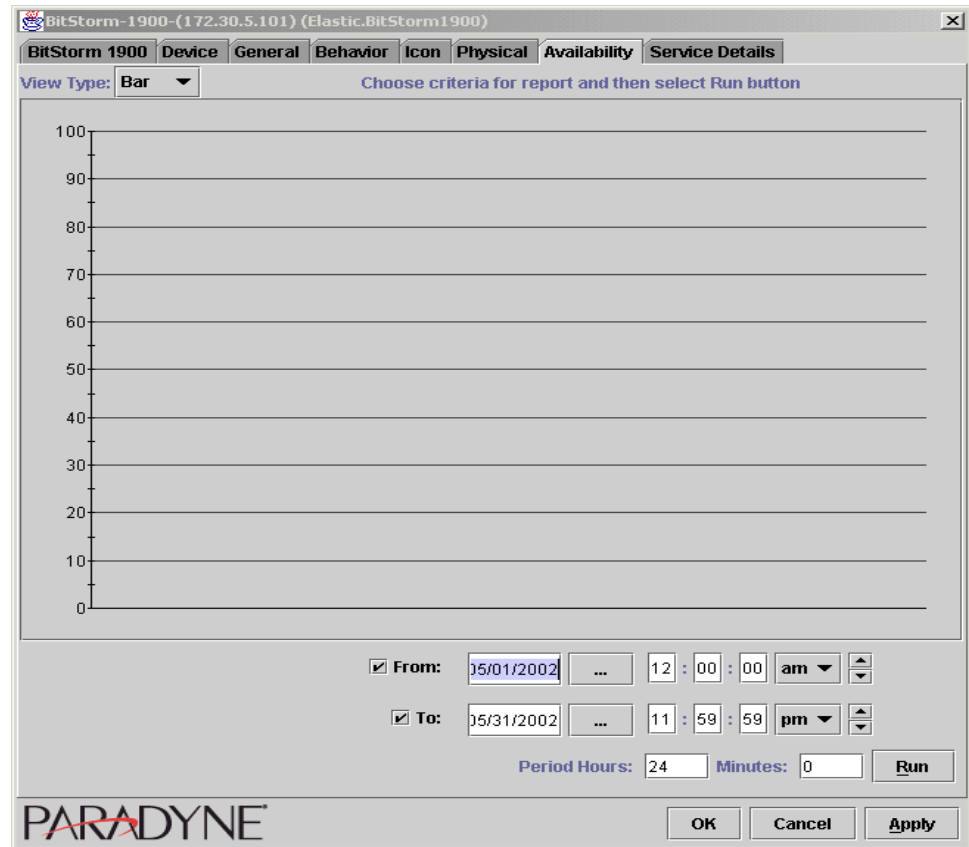 BitStorm-1900-(172.30.5.101) (Elastic.BitStorm1900)
BitStorm 1900 Device General Behavior Icon Physical Availability Service Details
View Type: Bar Choose criteria for report and then select Run button
100
90
80
70
60
50
40
30
20
10
0
From: 05/01/2002 ... 12 : 00 : 00 am
To: 05/31/2002 ... 11 : 59 : 59 pm
Period Hours: 24 Minutes: 0 Run
PARADYNE®
OK Cancel Apply